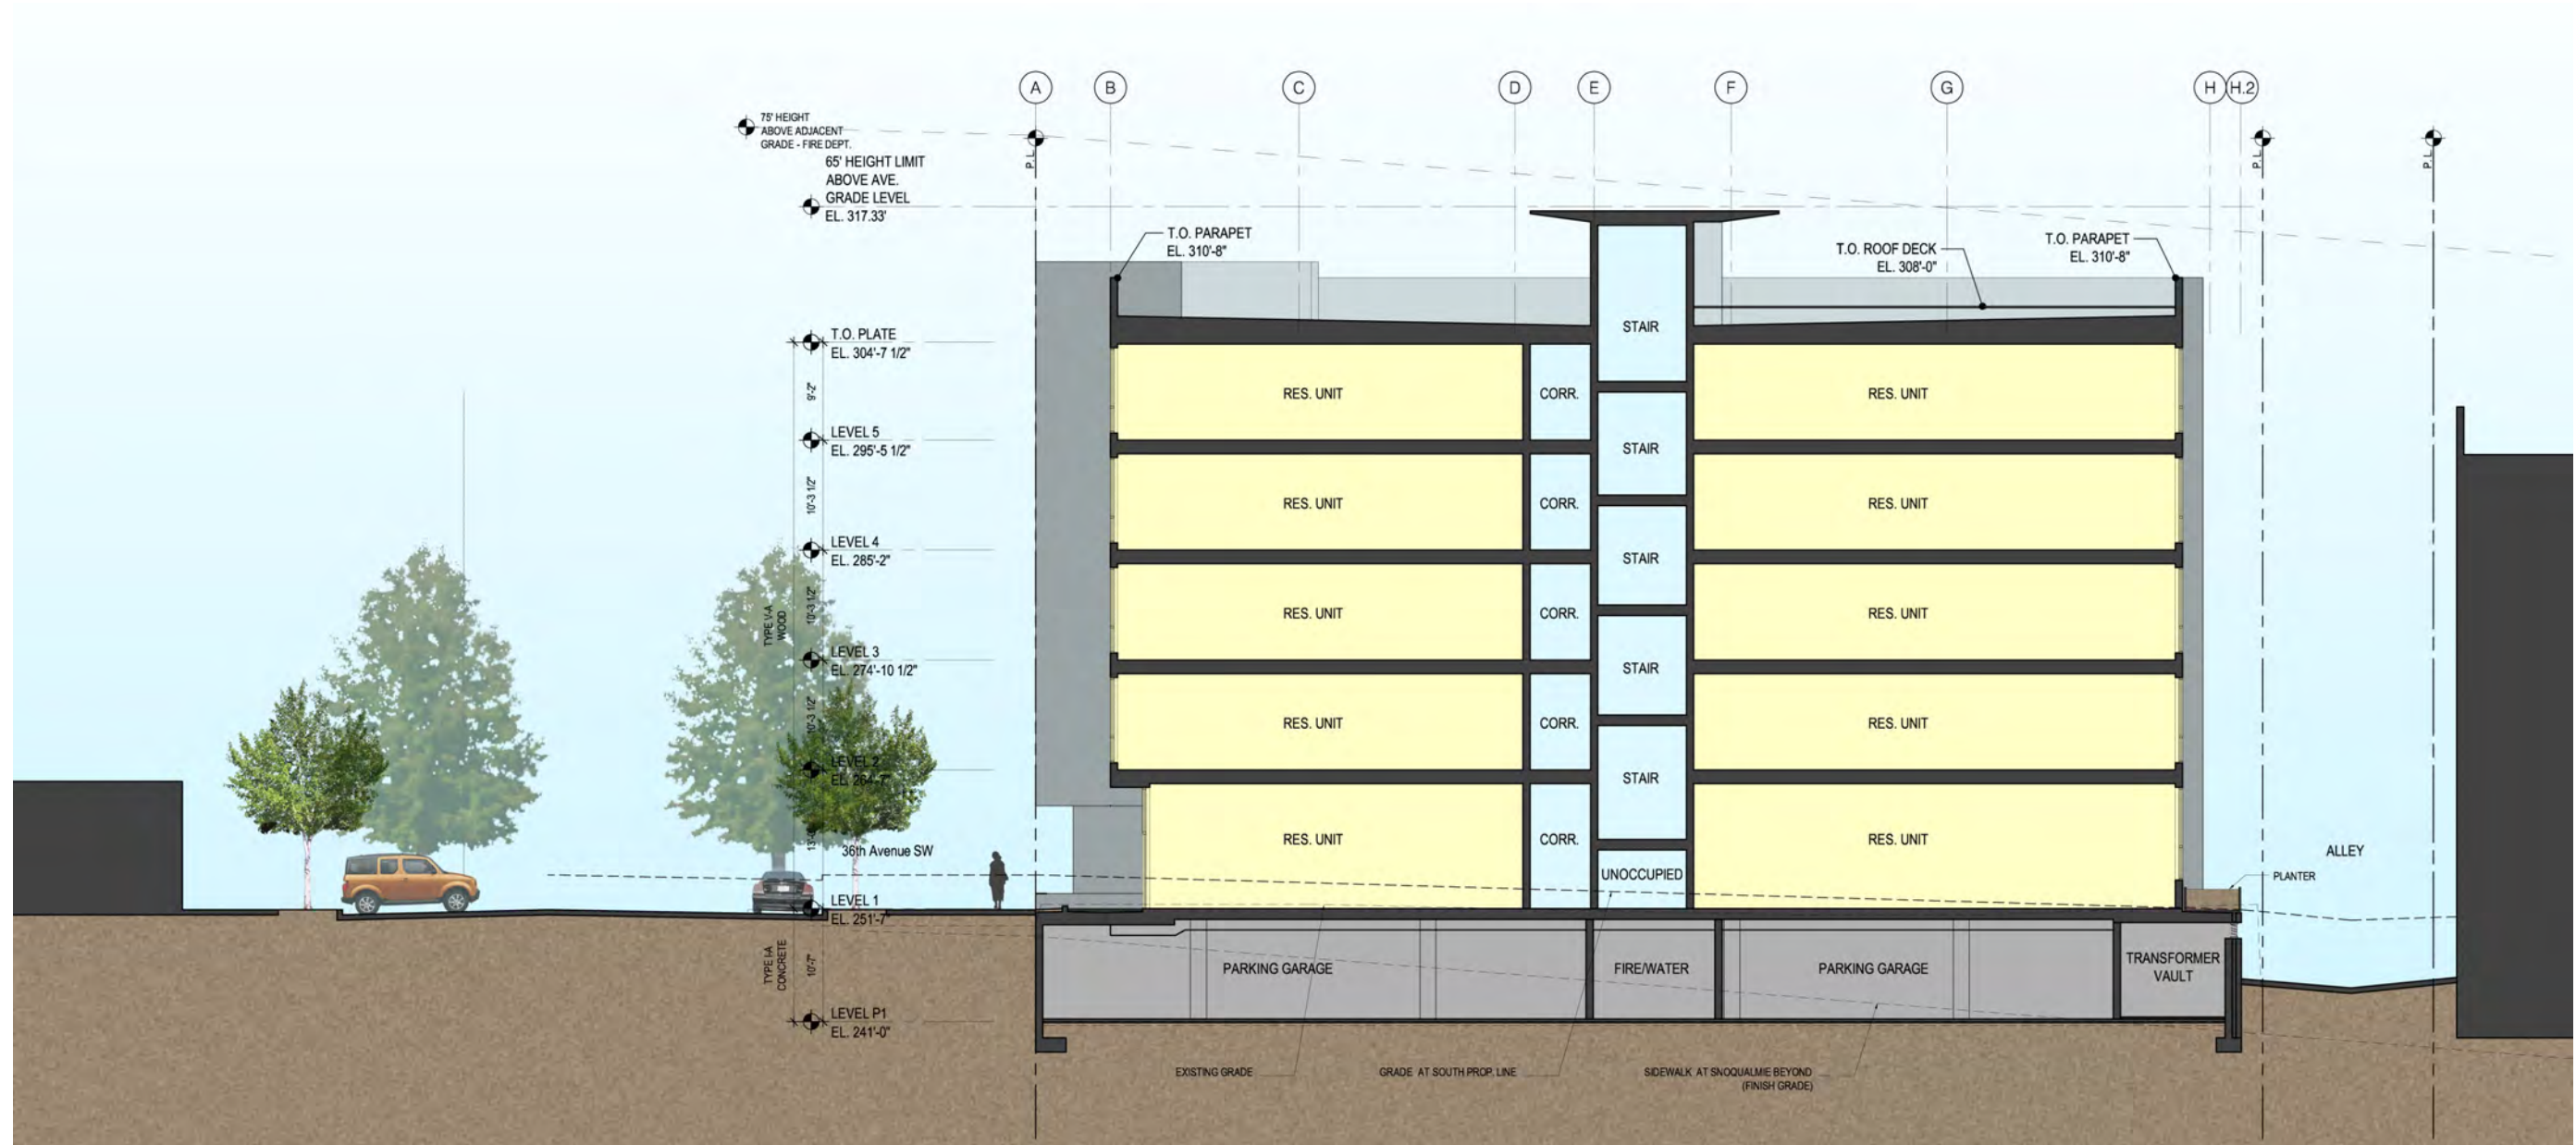 A
B
C
D
E
F
G
H
H.2
75' HEIGHT
ABOVE ADJACENT
GRADE - FIRE DEPT.
P.L.
P.L.
P.L.
65' HEIGHT LIMIT
ABOVE AVE.
GRADE LEVEL
EL. 317.33'
T.O. PARAPET
EL. 310'-8"
T.O. ROOF DECK
EL. 308'-0"
T.O. PARAPET
EL. 310'-8"
T.O. PLATE
EL. 304'-7 1/2"
STAIR
9'-2"
RES. UNIT
CORR.
RES. UNIT
LEVEL 5
EL. 295'-5 1/2"
STAIR
10'-3 1/2"
RES. UNIT
CORR.
RES. UNIT
LEVEL 4
EL. 285'-2"
STAIR
TYPE V-A
WOOD
10'-3 1/2"
RES. UNIT
CORR.
RES. UNIT
LEVEL 3
EL. 274'-10 1/2"
STAIR
10'-3 1/2"
RES. UNIT
CORR.
RES. UNIT
LEVEL 2
EL. 264'-7"
STAIR
36th Avenue SW
RES. UNIT
CORR.
RES. UNIT
ALLEY
UNOCCUPIED
PLANTER
LEVEL 1
EL. 251'-7"
TYPE I-A
CONCRETE
10'-7"
PARKING GARAGE
FIRE/WATER
PARKING GARAGE
TRANSFORMER
VAULT
LEVEL P1
EL. 241'-0"
EXISTING GRADE
GRADE AT SOUTH PROP. LINE
SIDEWALK AT SNOQUALMIE BEYOND
(FINISH GRADE)